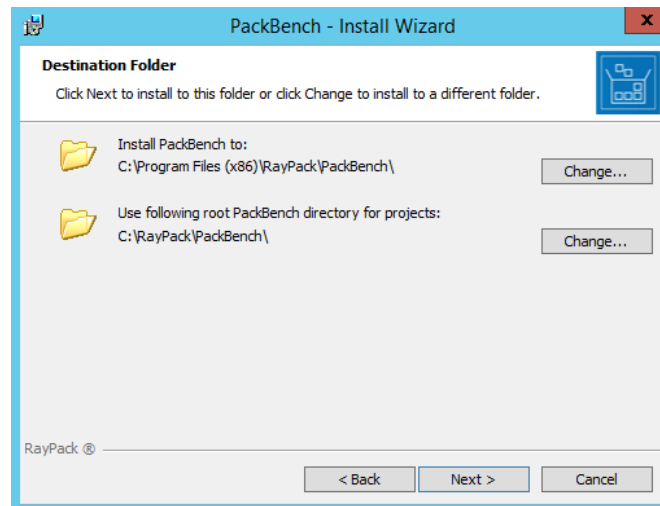 PackBench - Install Wizard
x
Destination Folder
Click Next to install to this folder or click Change to install to a different folder.
Install PackBench to:
C:\Program Files (x86)\RayPack\PackBench\
Change...
Use following root PackBench directory for projects:
C:\RayPack\PackBench\
Change...
RayPack ®
< Back
Next >
Cancel